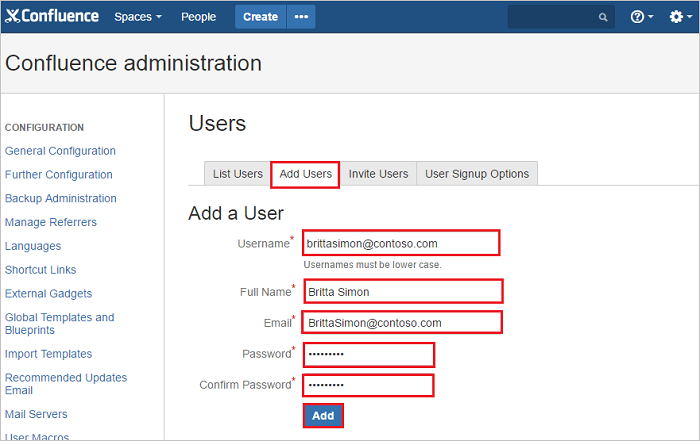 Confluence Spaces People Create •••
Confluence administration
CONFIGURATION
General Configuration
Further Configuration
Backup Administration
Manage Referrers
Languages
Shortcut Links
External Gadgets
Global Templates and
Blueprints
Import Templates
Recommended Updates
Email
Mail Servers
User Macros
Users
List Users Add Users Invite Users User Signup Options
Add a User
Username* brittasimon@contoso.com
Usernames must be lower case.
Full Name* Britta Simon
Email* BrittaSimon@contoso.com
Password* •••••••••
Confirm Password* •••••••••
Add